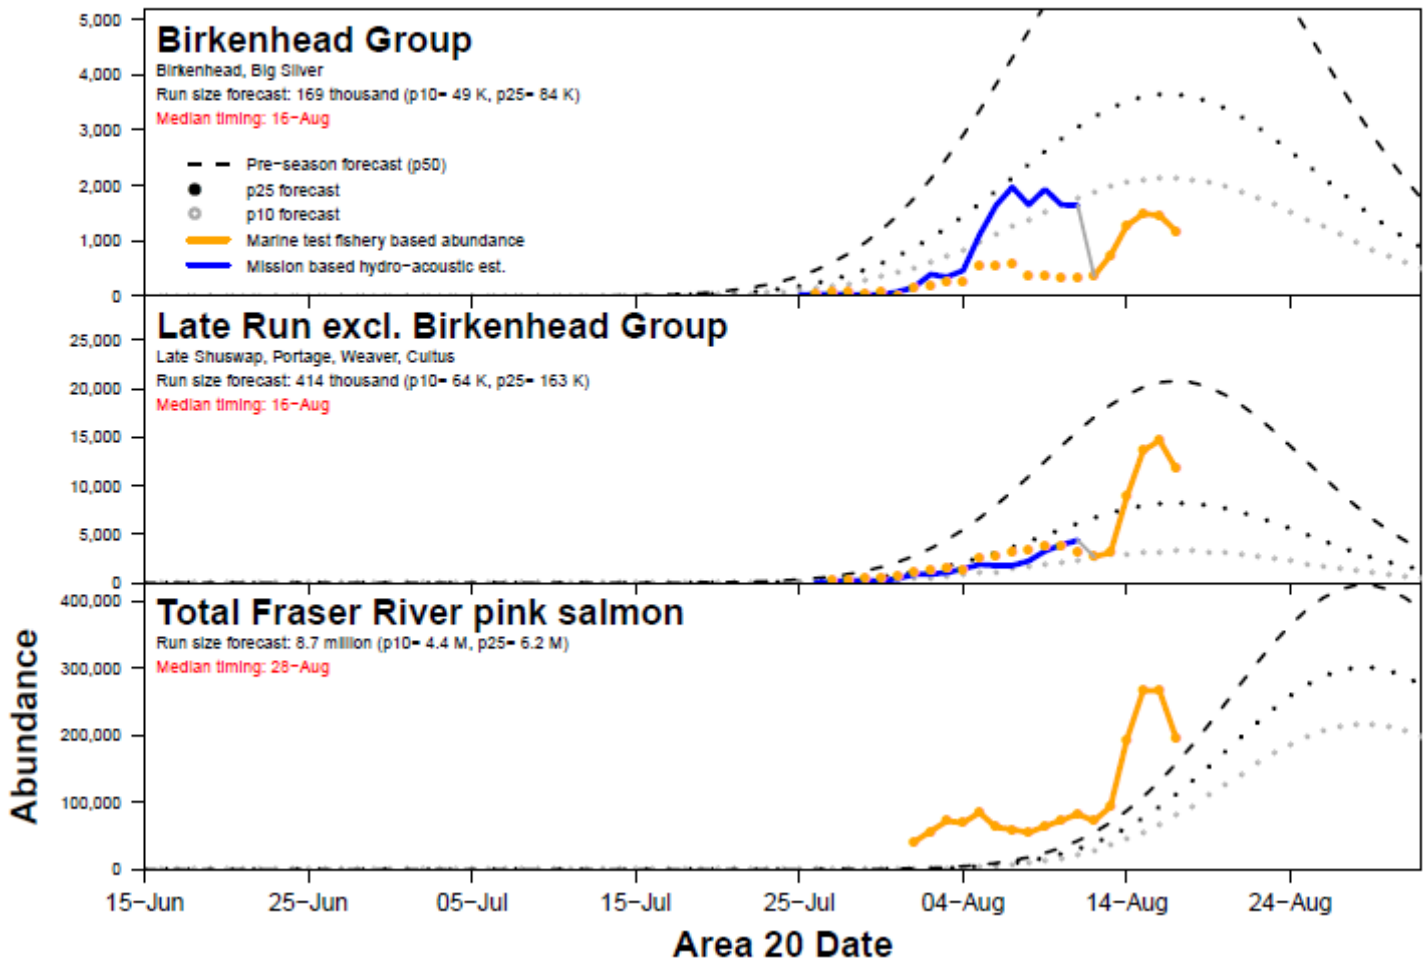 5,000
4,000
3,000
2,000
1,000
0
Birkenhead Group
Birkenhead, Big Silver
Run size forecast: 169 thousand (p10= 49 K, p25= 84 K)
Median timing: 16-Aug
Pre-season forecast (p50)
p25 forecast
p10 forecast
Marine test fishery based abundance
Mission based hydro-acoustic est.
25,000
20,000
15,000
10,000
5,000
0
Late Run excl. Birkenhead Group
Late Shuswap, Portage, Weaver, Cultus
Run size forecast: 414 thousand (p10= 64 K, p25= 163 K)
Median timing: 16-Aug
400,000
300,000
200,000
100,000
0
Total Fraser River pink salmon
Run size forecast: 8.7 million (p10= 4.4 M, p25= 6.2 M)
Median timing: 28-Aug
Abundance
15-Jun 25-Jun 05-Jul 15-Jul 25-Jul 04-Aug 14-Aug 24-Aug
Area 20 Date